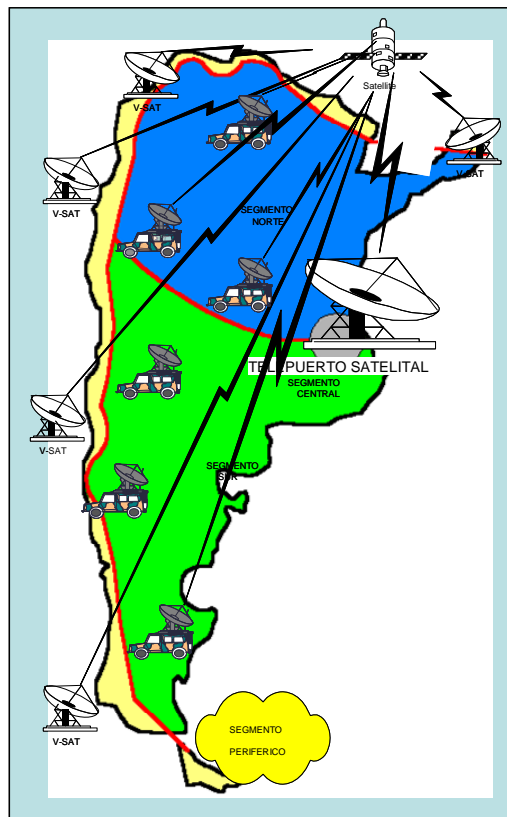 Satellite
V-SAT
V-SAT
V-SAT
SEGMENTO
NORTE
TELEPUERTO SATELITAL
SEGMENTO
CENTRAL
V-SAT
SEGMENTO
SUR
SEGMENTO
PERIFERICO
V-SAT